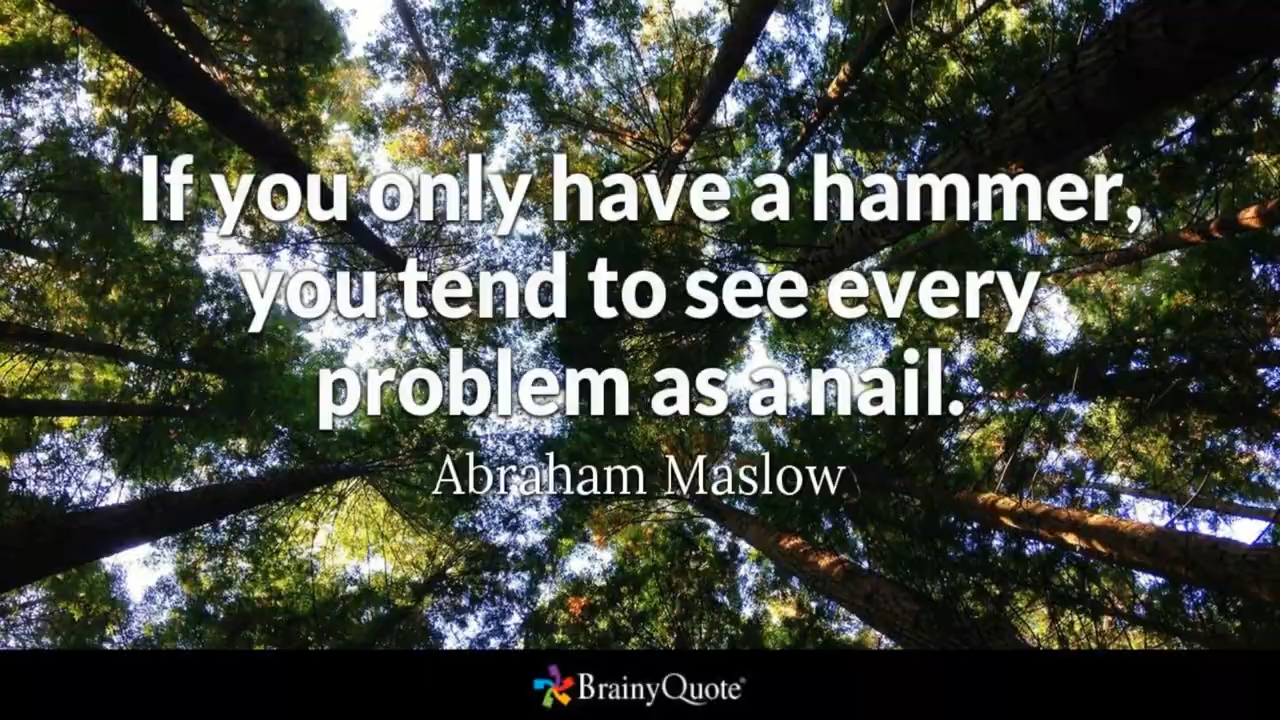 If you only have a hammer,
you tend to see every
problem as a nail.
Abraham Maslow
BrainyQuote®